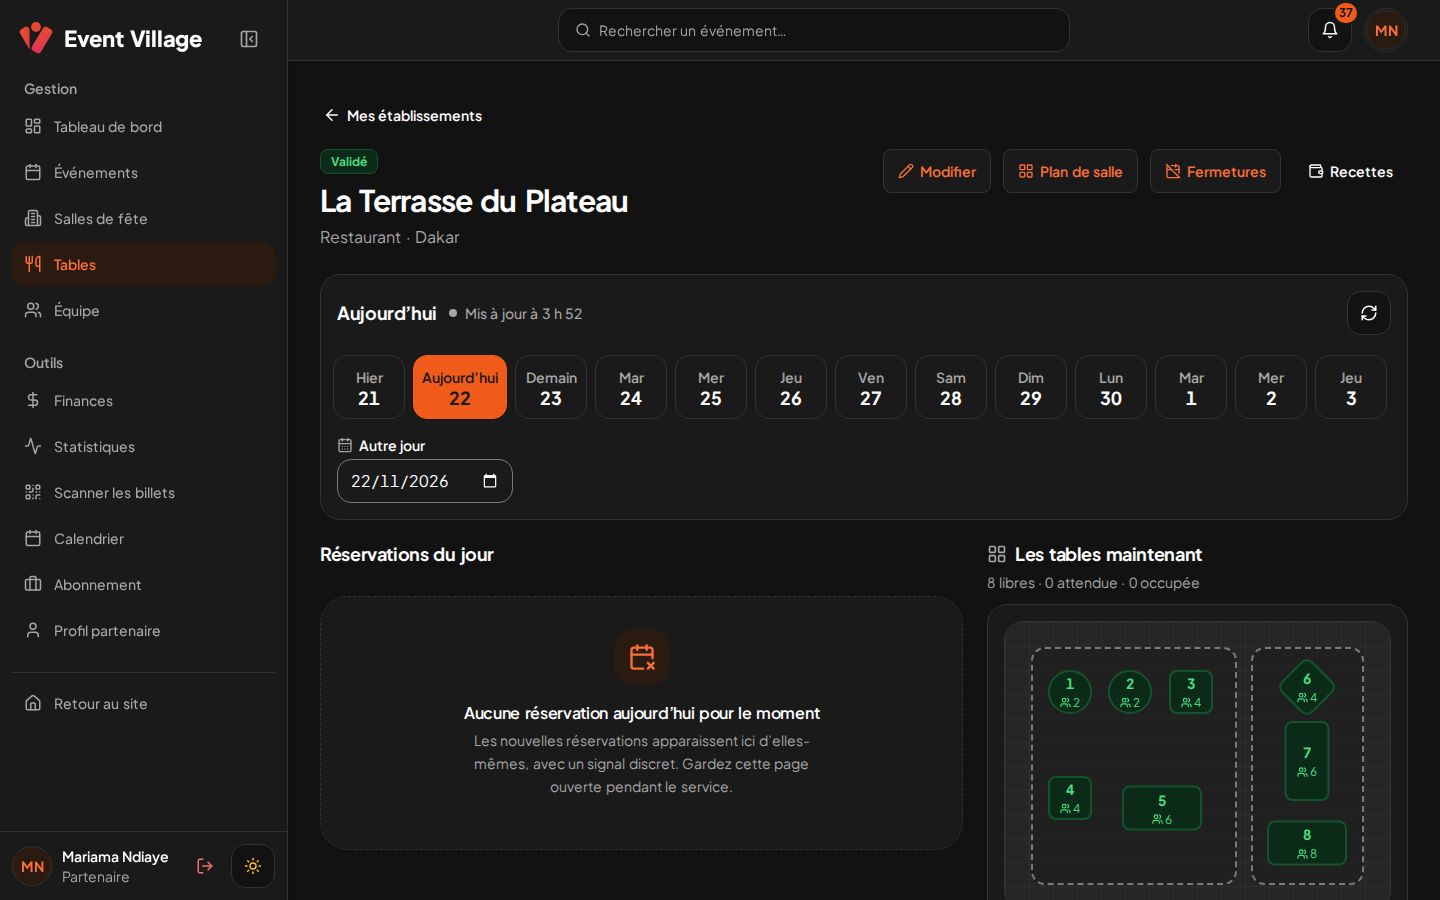 Event Village
Rechercher un événement…
37
MN
Gestion
Tableau de bord
Événements
Salles de fête
Tables
Équipe
Outils
Finances
Statistiques
Scanner les billets
Calendrier
Abonnement
Profil partenaire
Retour au site
MN
Mariama Ndiaye
Partenaire
Mes établissements
Validé
La Terrasse du Plateau
Restaurant · Dakar
Modifier
Plan de salle
Fermetures
Recettes
Aujourd’hui
Mis à jour à 3 h 52
Hier
21
Aujourd’hui
22
Demain
23
Mar
24
Mer
25
Jeu
26
Ven
27
Sam
28
Dim
29
Lun
30
Mar
1
Mer
2
Jeu
3
Autre jour
22/11/2026
Réservations du jour
Aucune réservation aujourd’hui pour le moment
Les nouvelles réservations apparaissent ici d’elles-
mêmes, avec un signal discret. Gardez cette page
ouverte pendant le service.
Les tables maintenant
8 libres · 0 attendue · 0 occupée
1
2
2
2
3
4
4
4
5
6
6
4
7
6
8
8